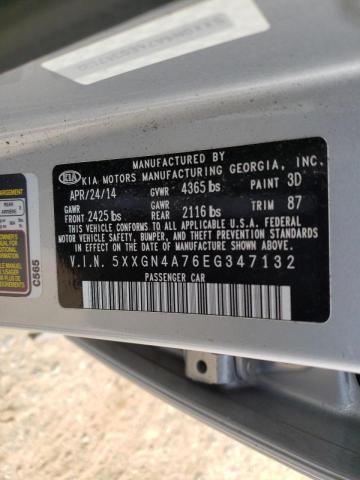 KIA
MANUFACTURED BY
KIA MOTORS MANUFACTURING GEORGIA, INC.
APR/24/14 GVWR 4365 lbs PAINT 3D
GAWR FRONT 2425 lbs GAWR REAR 2116 lbs TRIM 87
THIS VEHICLE CONFORMS TO ALL APPLICABLE U.S.A. FEDERAL
MOTOR VEHICLE SAFETY, BUMPER, AND THEFT PREVENTION STANDARDS
IN EFFECT ON THE DATE OF MANUFACTURE SHOWN ABOVE.
V.I.N. 5XXGN4A76EG347132
PASSENGER CAR
C565